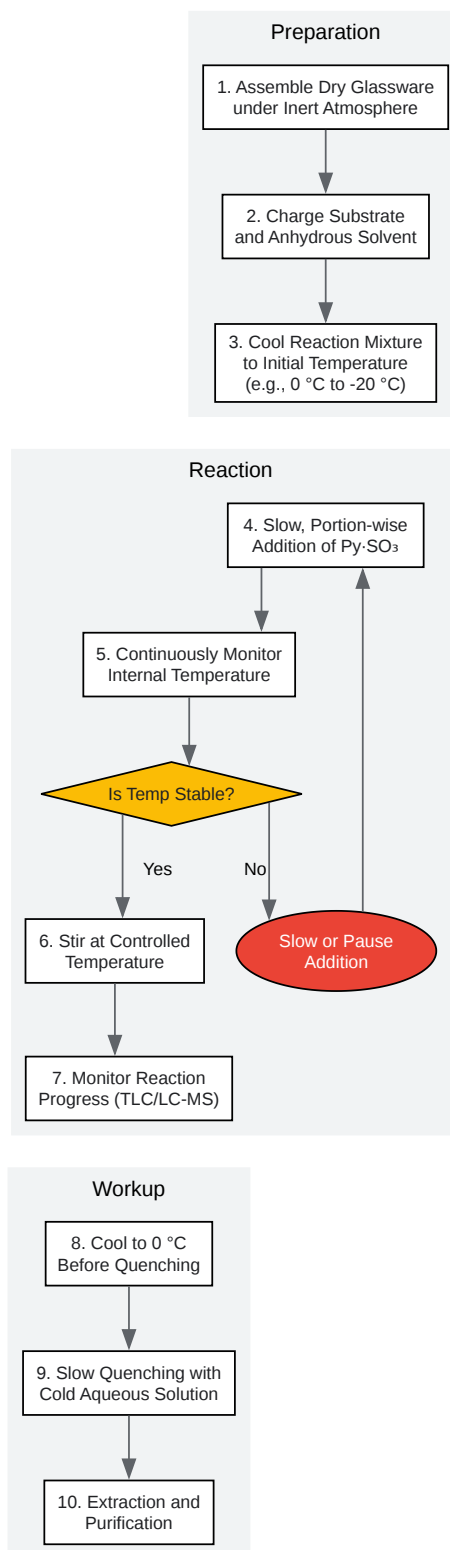 Preparation
1. Assemble Dry Glassware
under Inert Atmosphere
2. Charge Substrate
and Anhydrous Solvent
3. Cool Reaction Mixture
to Initial Temperature
(e.g., 0 °C to -20 °C)
Reaction
4. Slow, Portion-wise
Addition of Py·SO₃
5. Continuously Monitor
Internal Temperature
Is Temp Stable?
Yes
No
6. Stir at Controlled
Temperature
Slow or Pause
Addition
7. Monitor Reaction
Progress (TLC/LC-MS)
Workup
8. Cool to 0 °C
Before Quenching
9. Slow Quenching with
Cold Aqueous Solution
10. Extraction and
Purification